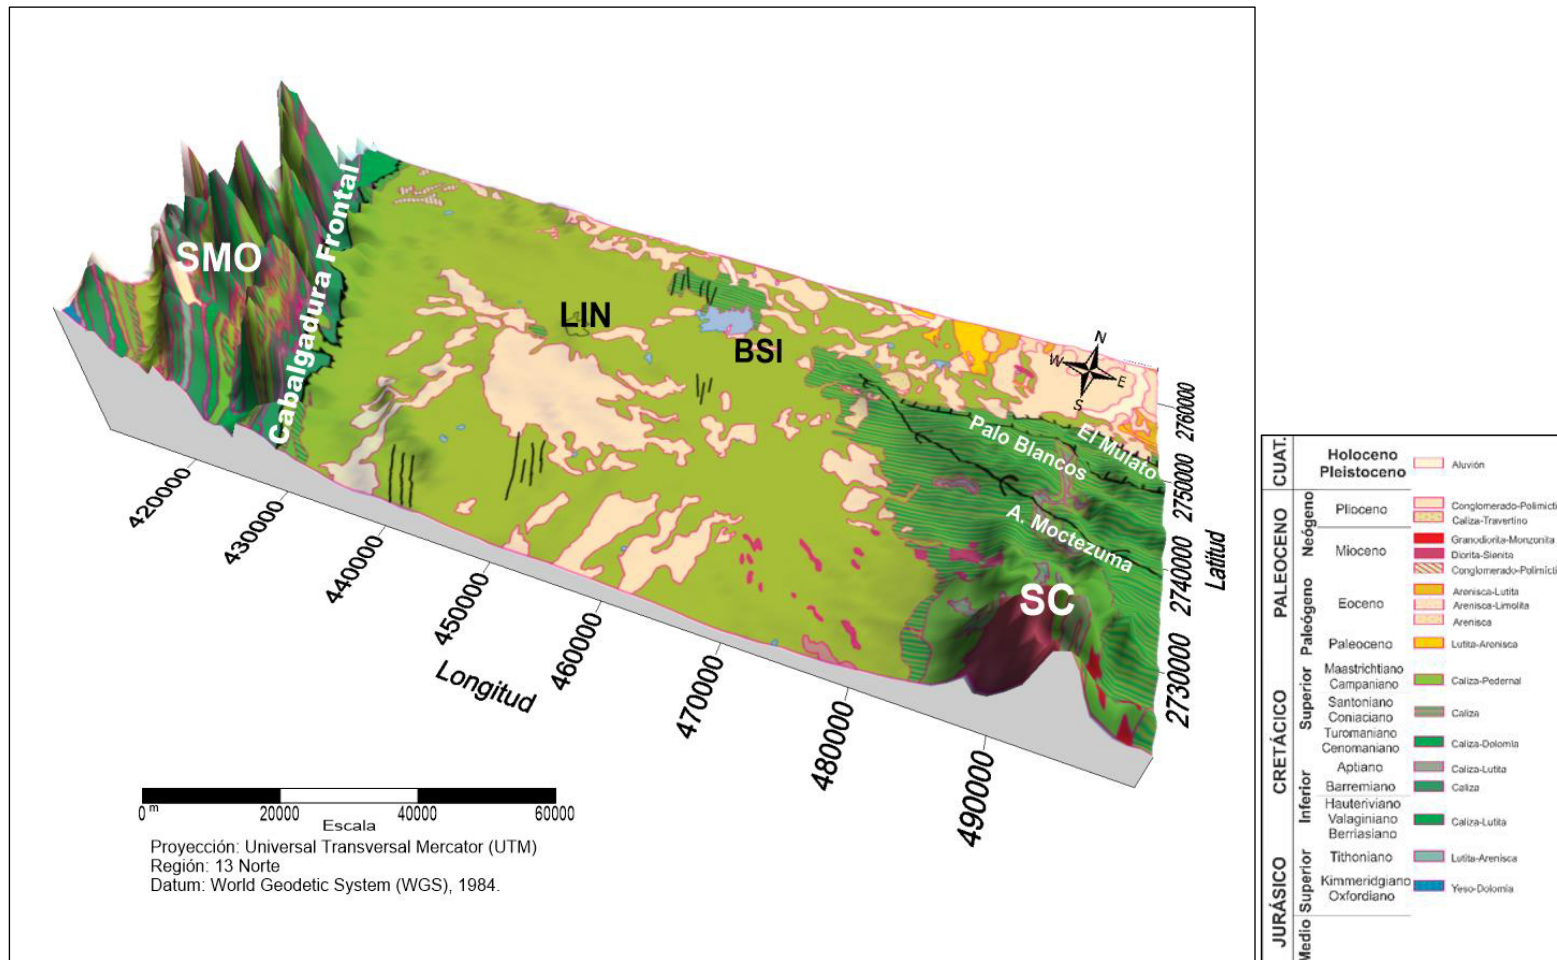 SMO
Cabalgadura Frontal
LIN
BSI
N
W
E
S
El Mulato
Palo Blancos
A. Moctezuma
SC
420000
430000
440000
450000
460000
470000
480000
490000
Longitud
2760000
2750000
2740000
2730000
Latitud
0 m 20000 40000 60000
Escala
Proyección: Universal Transversal Mercator (UTM)
Región: 13 Norte
Datum: World Geodetic System (WGS), 1984.
CUAT.
Holoceno
Pleistoceno
Aluvión
PALEOCENO
Neógeno
Plioceno
Conglomerado-Polimícti
Caliza-Travertino
Mioceno
Granodiorita-Monzonita
Diorita-Sienita
Conglomerado-Polimícti
Paleógeno
Eoceno
Arenisca-Lutita
Arenisca-Limolita
Arenisca
Paleoceno
Lutita-Arenisca
CRETÁCICO
Superior
Maastrichtiano
Campaniano
Caliza-Pedernal
Santoniano
Coniaciano
Caliza
Turomaniano
Cenomaniano
Caliza-Dolomia
Inferior
Aptiano
Caliza-Lutita
Barremiano
Caliza
Hauteriviano
Valaginiano
Berriasiano
Caliza-Lutita
JURÁSICO
Superior
Tithoniano
Lutita-Arenisca
Kimmeridgiano
Oxfordiano
Yeso-Dolomia
Medio